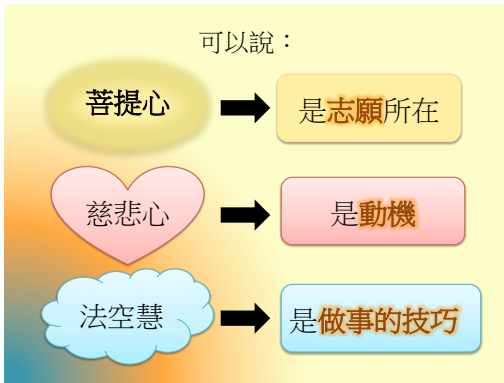 可以說：
菩提心 是志願所在
慈悲心 是動機
法空慧 是做事的技巧